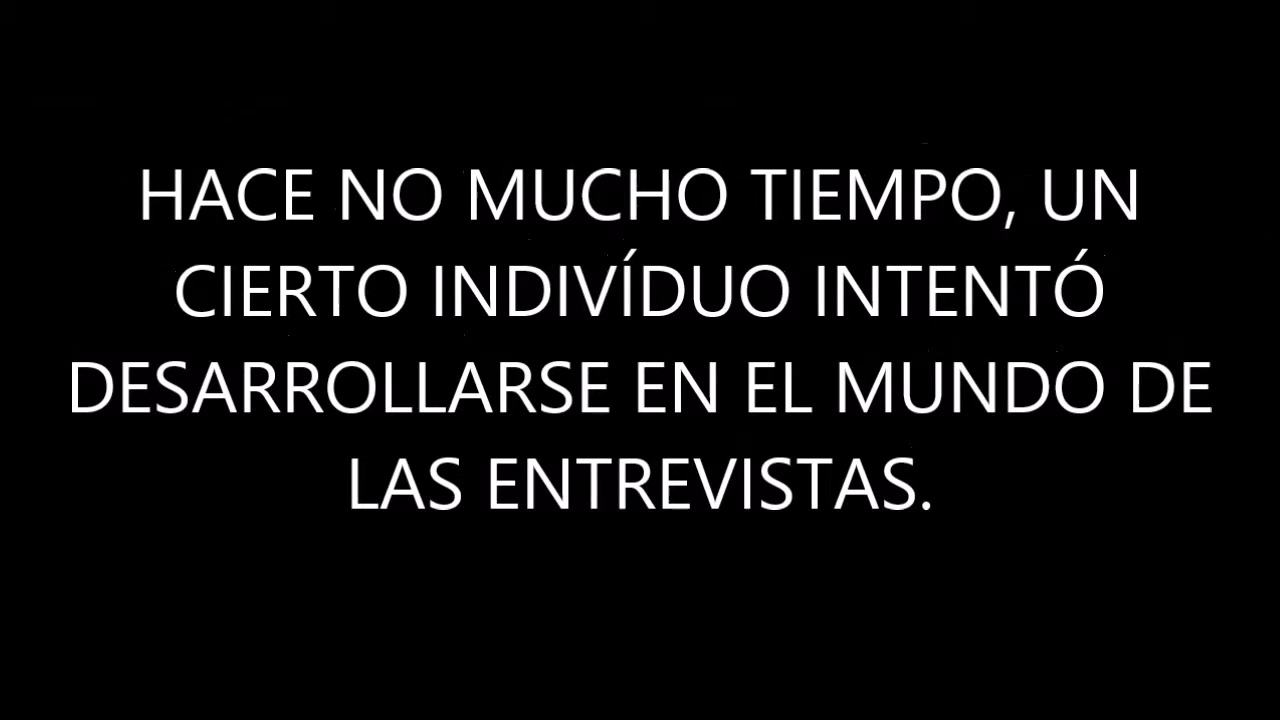 HACE NO MUCHO TIEMPO, UN
CIERTO INDIVÍDUO INTENTÓ
DESARROLLARSE EN EL MUNDO DE
LAS ENTREVISTAS.